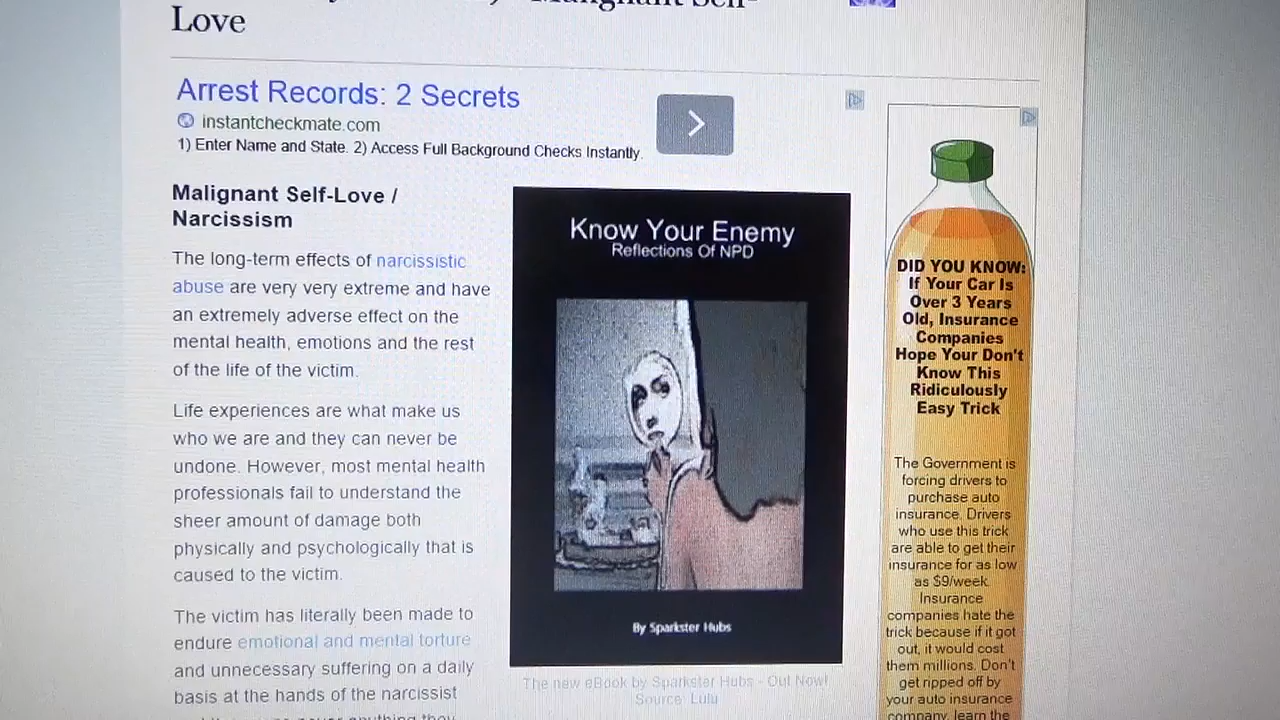 Love
Arrest Records: 2 Secrets
instantcheckmate.com
1) Enter Name and State. 2) Access Full Background Checks Instantly.
Malignant Self-Love /
Narcissism
The long-term effects of narcissistic
abuse are very very extreme and have
an extremely adverse effect on the
mental health, emotions and the rest
of the life of the victim.
Life experiences are what make us
who we are and they can never be
undone. However, most mental health
professionals fail to understand the
sheer amount of damage both
physically and psychologically that is
caused to the victim.
The victim has literally been made to
endure emotional and mental torture
and unnecessary suffering on a daily
basis at the hands of the narcissist
Know Your Enemy
Reflections Of NPD
By Sparkster Hubs
The new eBook by Sparkster Hubs - Out Now!
Source: Lulu
DID YOU KNOW:
If Your Car Is
Over 3 Years
Old, Insurance
Companies
Hope Your Don't
Know This
Ridiculously
Easy Trick
The Government is
forcing drivers to
purchase auto
insurance. Drivers
who use this trick
are able to get their
insurance for as low
as $9/week.
Insurance
companies hate the
trick because if it got
out, it would cost
them millions. Don't
get ripped off by
your auto insurance
company, learn the